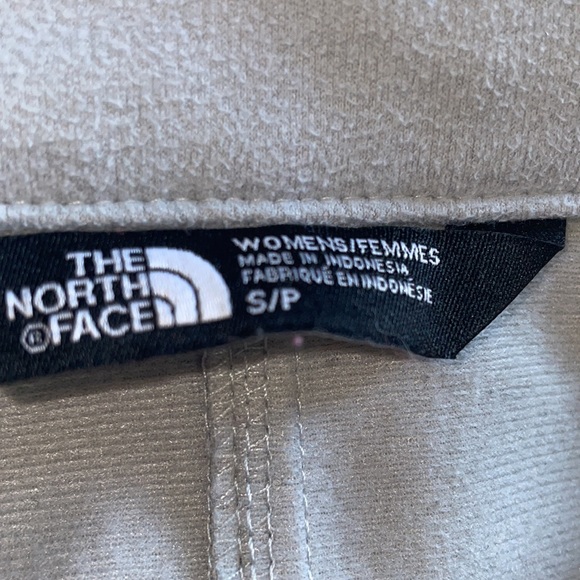 THE
NORTH
® FACE
WOMENS/FEMMES
MADE IN INDONESIA
FABRIQUÉ EN INDONÉSIE
S/P